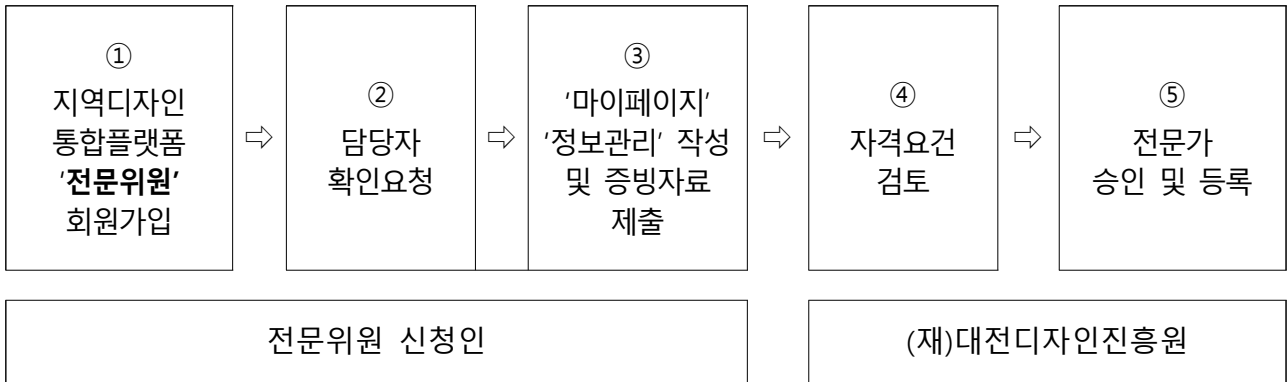 ①
지역디자인
통합플랫폼
'전문위원'
회원가입
⇨
②
담당자
확인요청
⇨
③
'마이페이지'
'정보관리' 작성
및 증빙자료
제출
⇨
④
자격요건
검토
⇨
⑤
전문가
승인 및 등록
전문위원 신청인
(재)대전디자인진흥원